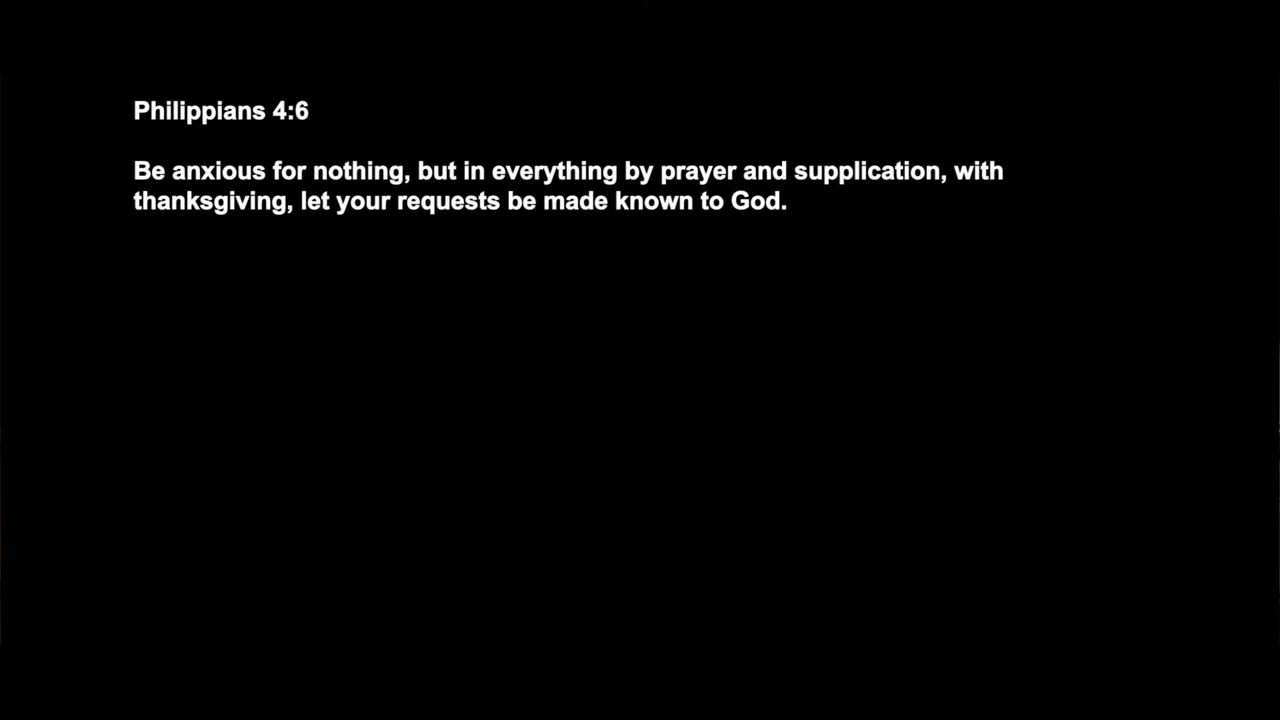 Philippians 4:6
Be anxious for nothing, but in everything by prayer and supplication, with
thanksgiving, let your requests be made known to God.